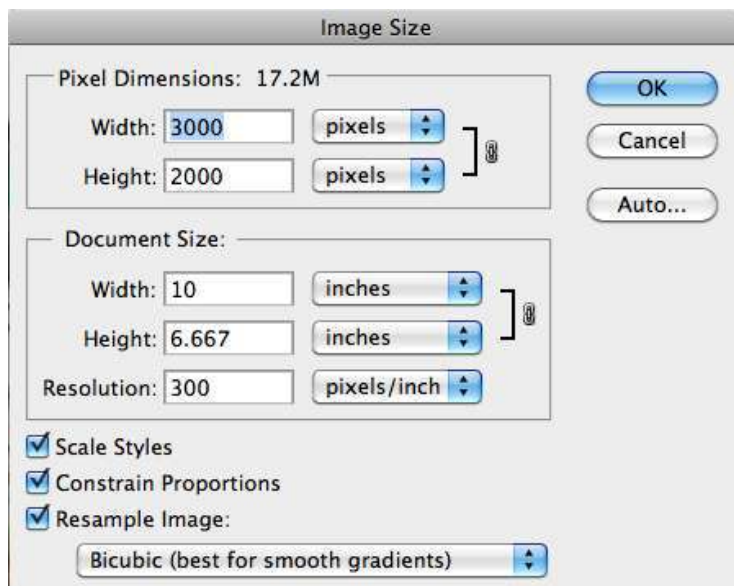 Image Size
Pixel Dimensions: 17.2M
Width: 3000 pixels
Height: 2000 pixels
OK
Cancel
Auto...
Document Size:
Width: 10 inches
Height: 6.667 inches
Resolution: 300 pixels/inch
Scale Styles
Constrain Proportions
Resample Image:
Bicubic (best for smooth gradients)